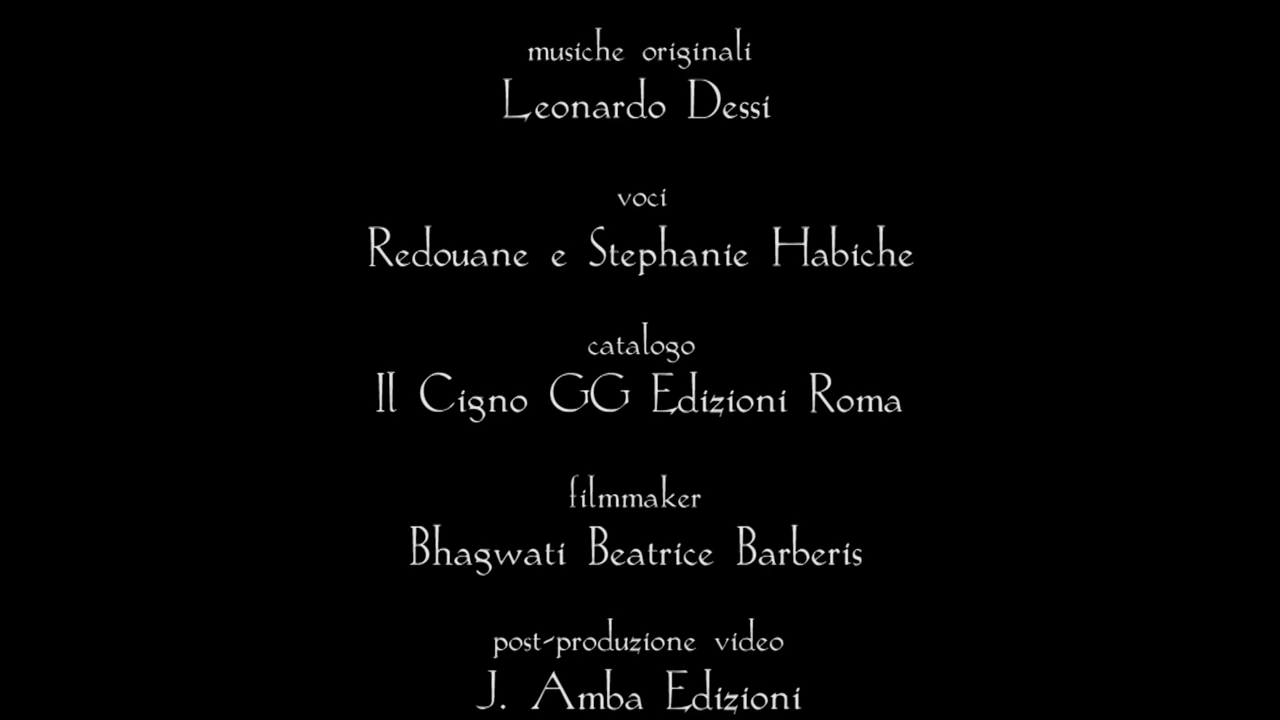 musiche originali
Leonardo Dessi
voci
Redouane e Stephanie Habiche
catalogo
Il Cigno GG Edizioni Roma
filmmaker
Bhagwati Beatrice Barberis
post-produzione video
J. Amba Edizioni